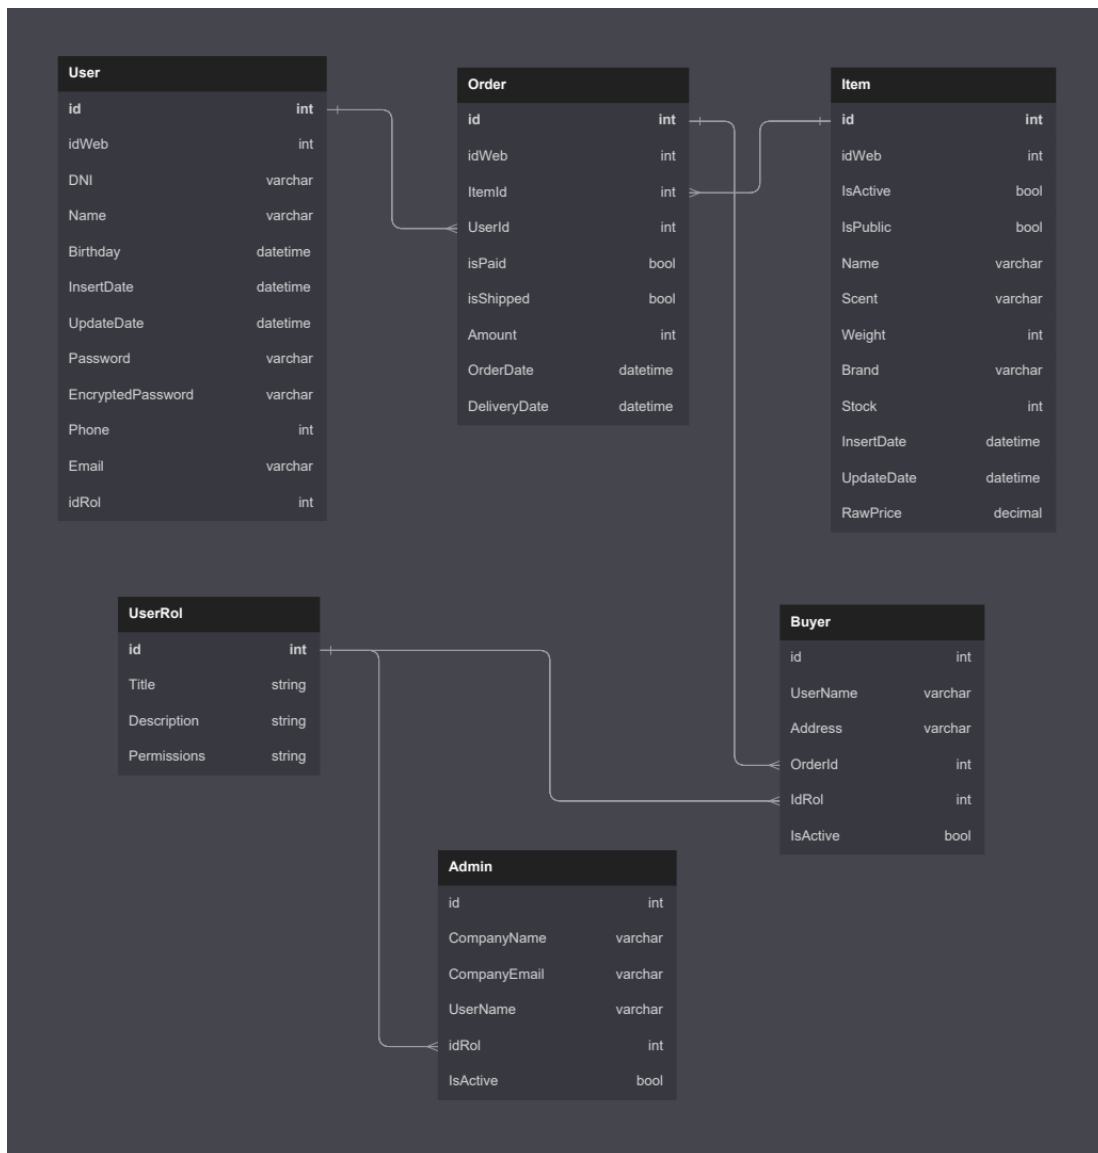 User
id int
idWeb int
DNI varchar
Name varchar
Birthday datetime
InsertDate datetime
UpdateDate datetime
Password varchar
EncryptedPassword varchar
Phone int
Email varchar
idRol int
Order
id int
idWeb int
ItemId int
UserId int
isPaid bool
isShipped bool
Amount int
OrderDate datetime
DeliveryDate datetime
Item
id int
idWeb int
IsActive bool
IsPublic bool
Name varchar
Scent varchar
Weight int
Brand varchar
Stock int
InsertDate datetime
UpdateDate datetime
RawPrice decimal
UserRol
id int
Title string
Description string
Permissions string
Buyer
id int
UserName varchar
Address varchar
OrderId int
IdRol int
IsActive bool
Admin
id int
CompanyName varchar
CompanyEmail varchar
UserName varchar
idRol int
IsActive bool